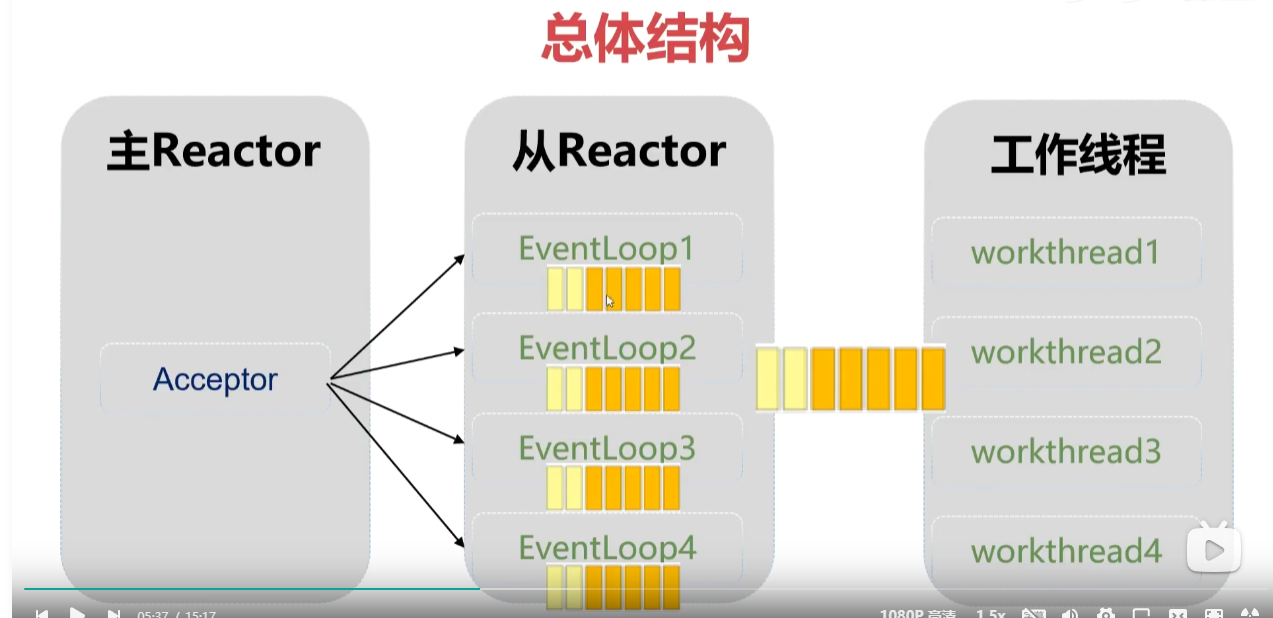 总体结构
主Reactor
Acceptor
从Reactor
EventLoop1
EventLoop2
EventLoop3
EventLoop4
工作线程
workthread1
workthread2
workthread3
workthread4
05:37 / 15:17
1080P 高清
1.5x